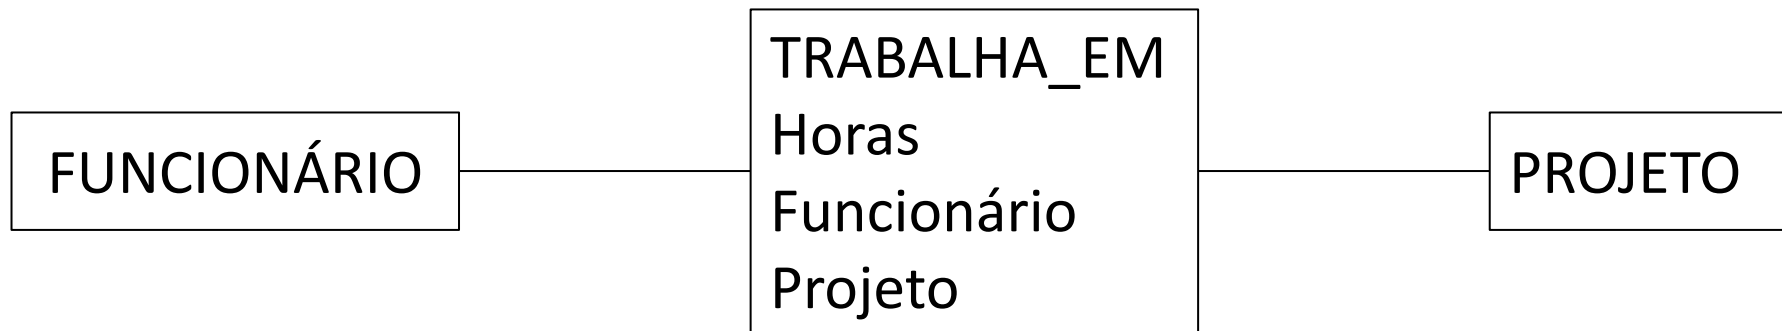 FUNCIONÁRIO
TRABALHA_EM
Horas
Funcionário
Projeto
PROJETO